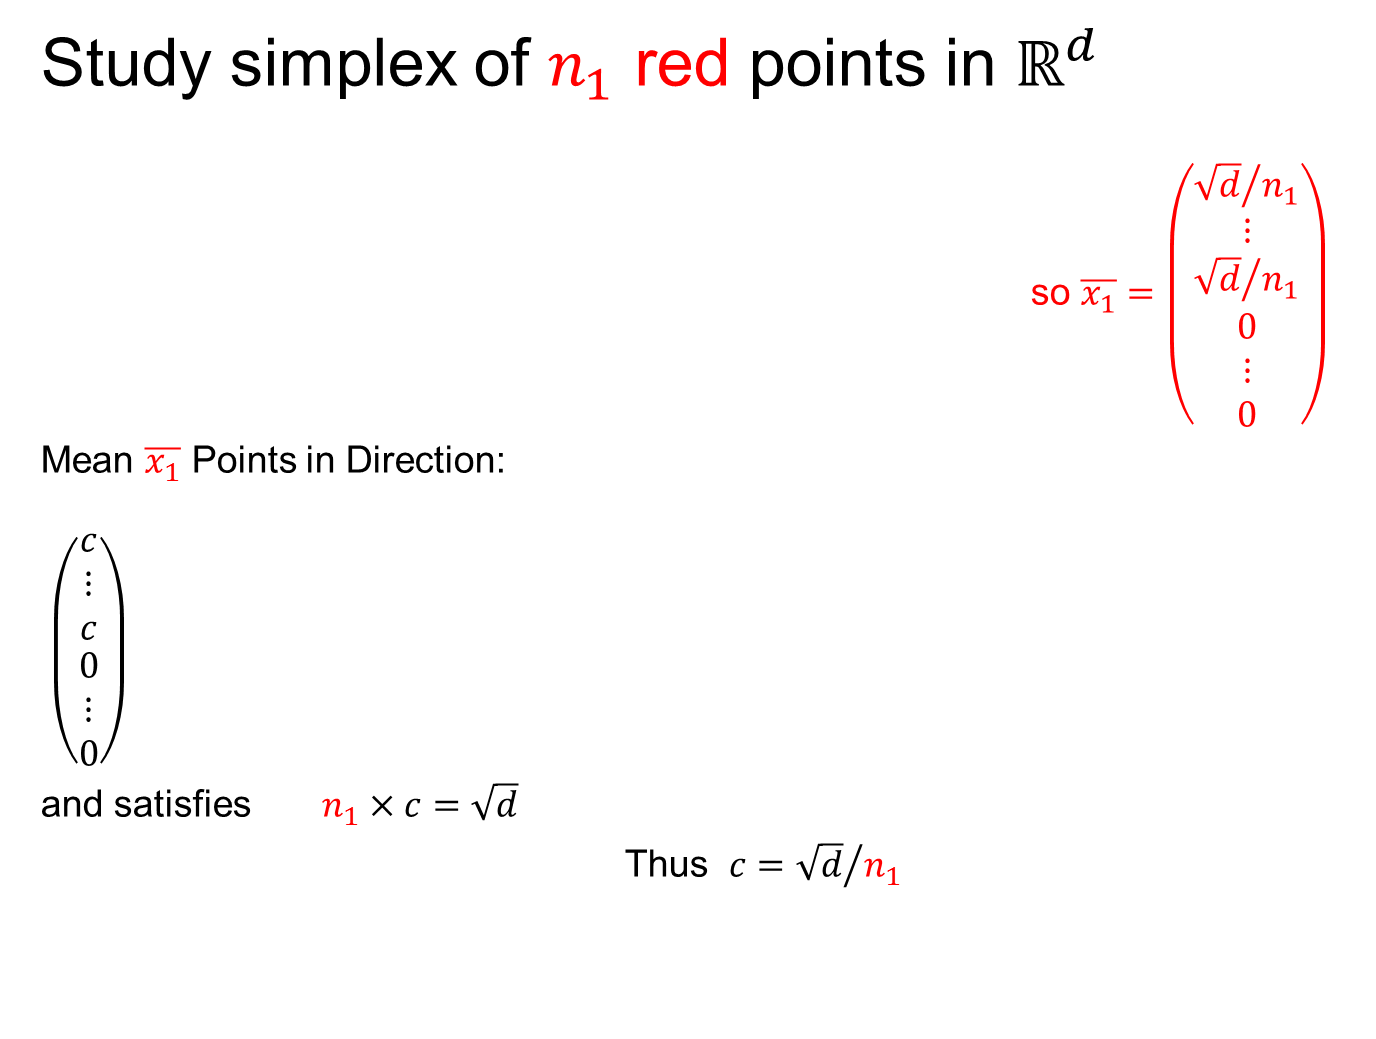 Study simplex of n₁ red points in ℝᵈ
so x̄₁ = (√d/n₁ ⋮ √d/n₁ 0 ⋮ 0)
Mean x̄₁ Points in Direction:
(c ⋮ c 0 ⋮ 0)
and satisfies n₁ × c = √d
Thus c = √d/n₁